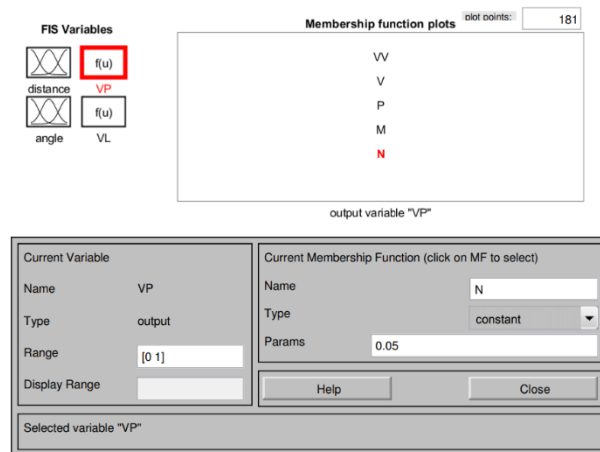 FIS Variables
Membership function plots
plot points:
181
f(u)
distance
VP
f(u)
angle
VL
VV
V
P
M
N
output variable "VP"
Current Variable
Name
VP
Type
output
Range
[0 1]
Display Range
Current Membership Function (click on MF to select)
Name
N
Type
constant
Params
0.05
Help
Close
Selected variable "VP"